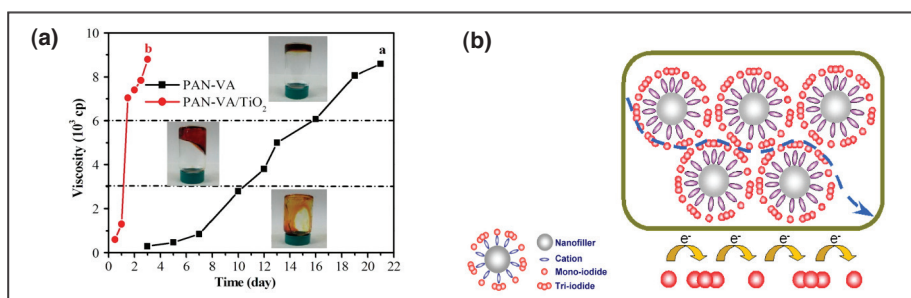 (a)
b
a
PAN-VA
PAN-VA/TiO₂
Viscosity (10³ cp)
10
8
6
4
2
0
0 2 4 6 8 10 12 14 16 18 20 22
Time (day)
(b)
Nanofiller
Cation
Mono-iodide
Tri-iodide
e⁻ e⁻ e⁻ e⁻